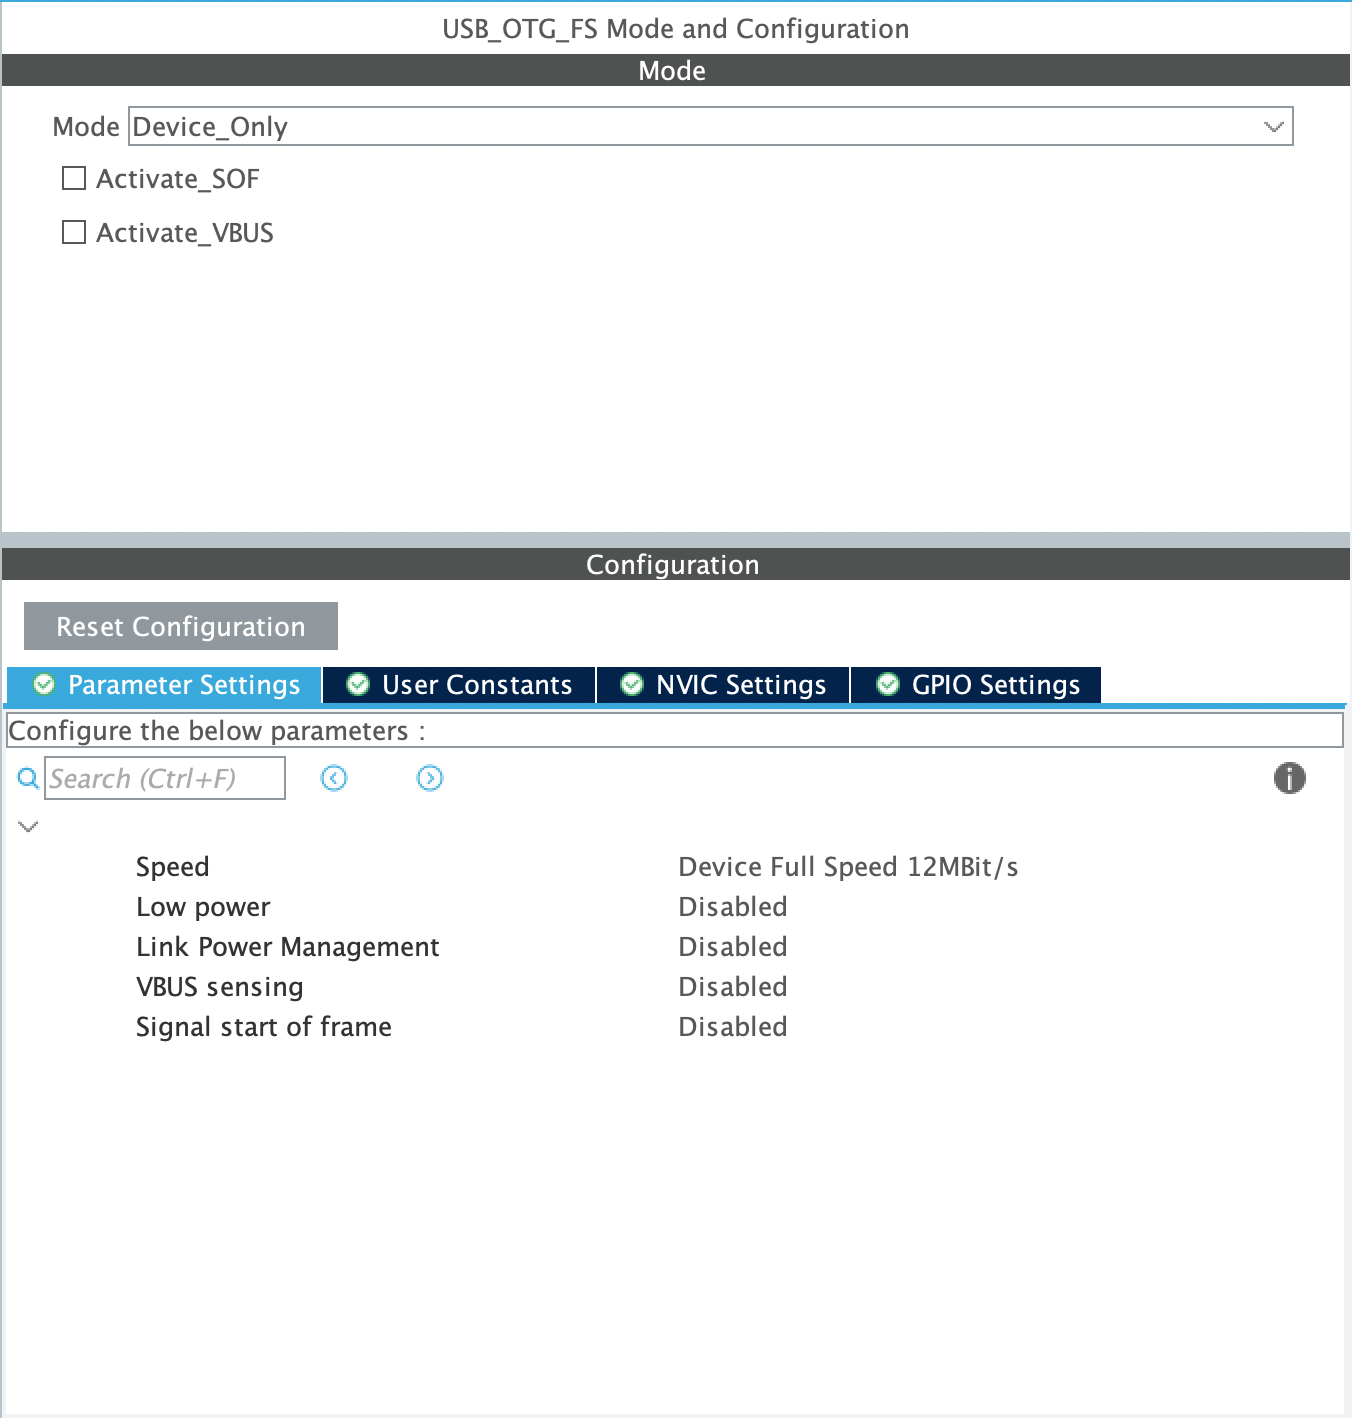 USB_OTG_FS Mode and Configuration
Mode
Mode Device_Only
Activate_SOF
Activate_VBUS
Configuration
Reset Configuration
Parameter Settings User Constants NVIC Settings GPIO Settings
Configure the below parameters :
Search (Ctrl+F)
Speed Device Full Speed 12MBit/s
Low power Disabled
Link Power Management Disabled
VBUS sensing Disabled
Signal start of frame Disabled